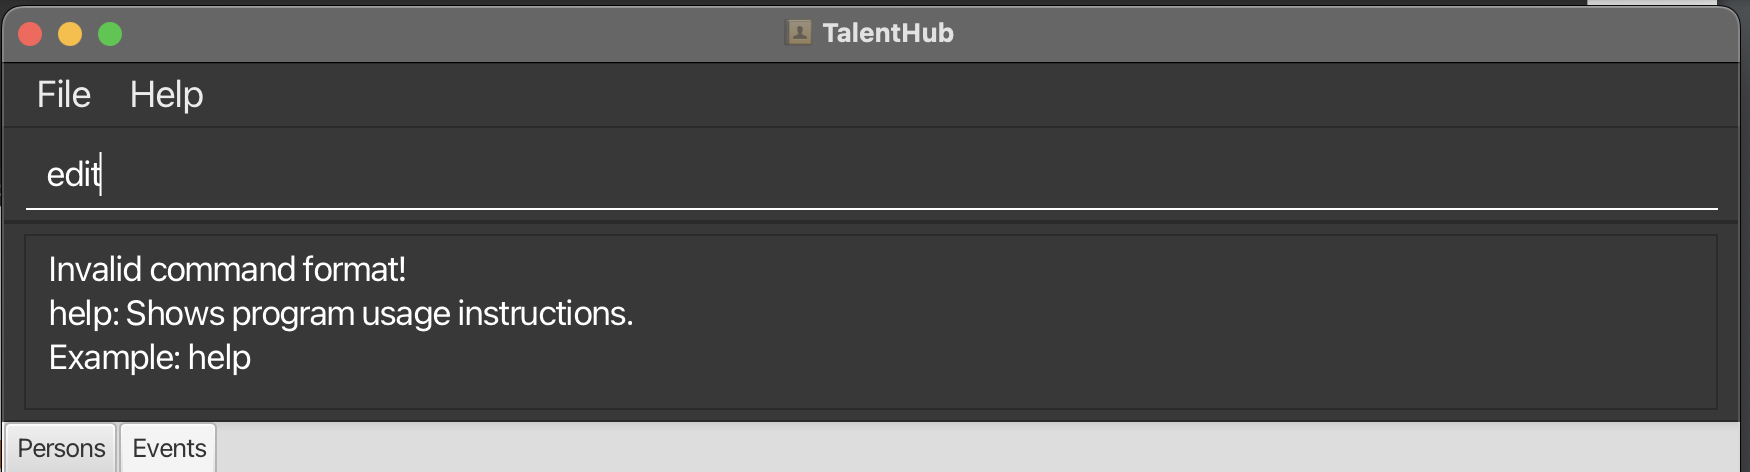 TalentHub
File Help
edit
Invalid command format!
help: Shows program usage instructions.
Example: help
Persons Events